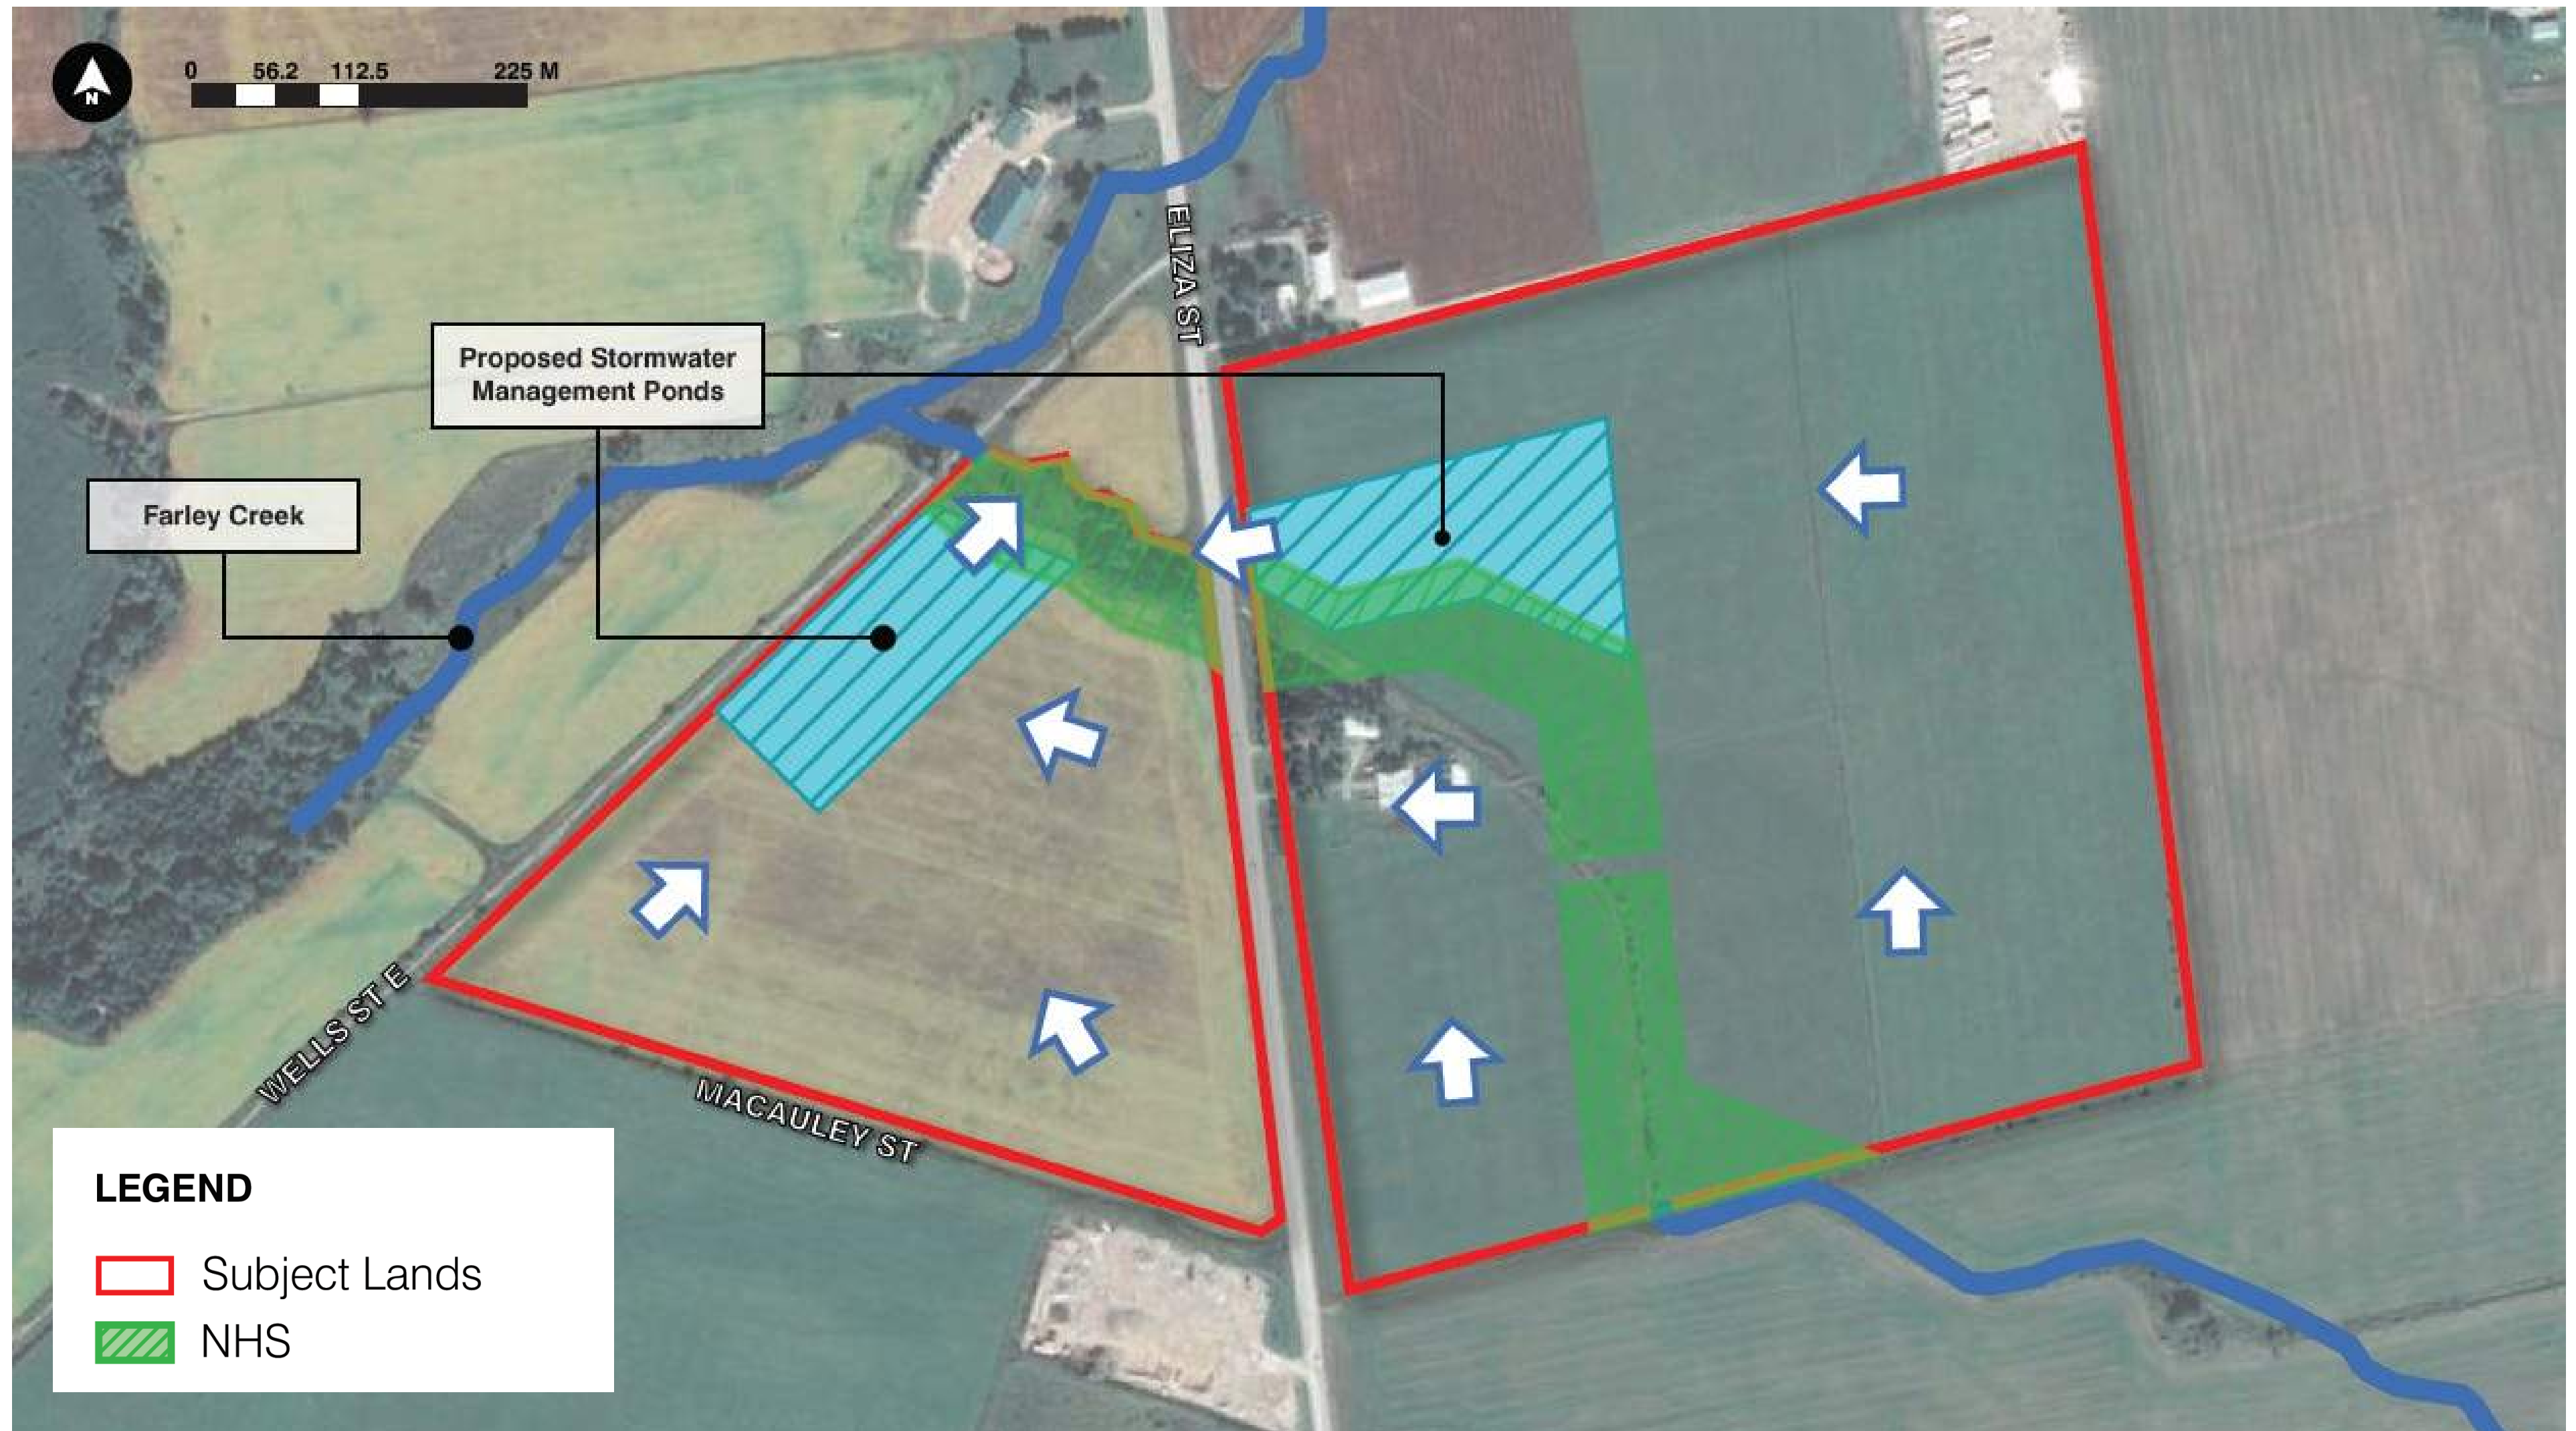 0 56.2 112.5 225 M
N
ELIZA ST
Proposed Stormwater
Management Ponds
Farley Creek
WELLS ST E
MACAULEY ST
LEGEND
Subject Lands
NHS